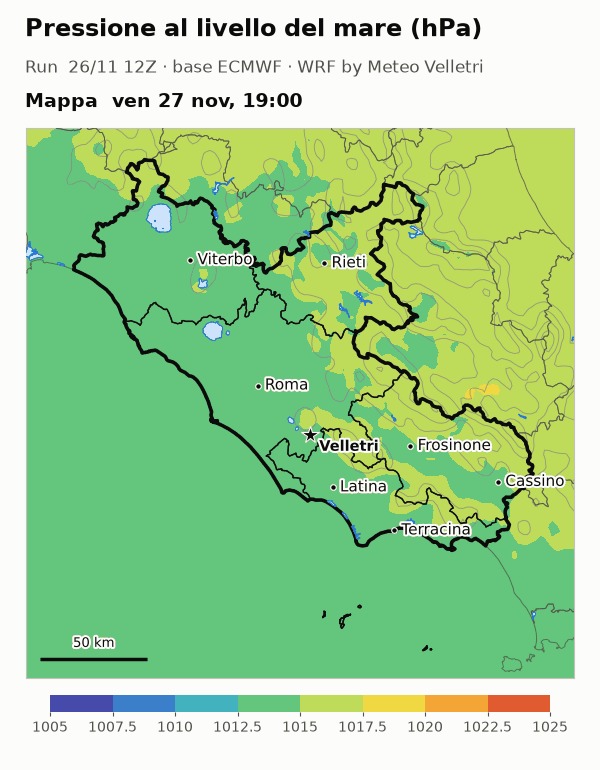 Pressione al livello del mare (hPa)
Run  26/11 12Z · base ECMWF · WRF by Meteo Velletri
Mappa  ven 27 nov, 19:00
Viterbo
Rieti
Roma
Velletri
Frosinone
Cassino
Latina
Terracina
50 km
1005 1007.5 1010 1012.5 1015 1017.5 1020 1022.5 1025